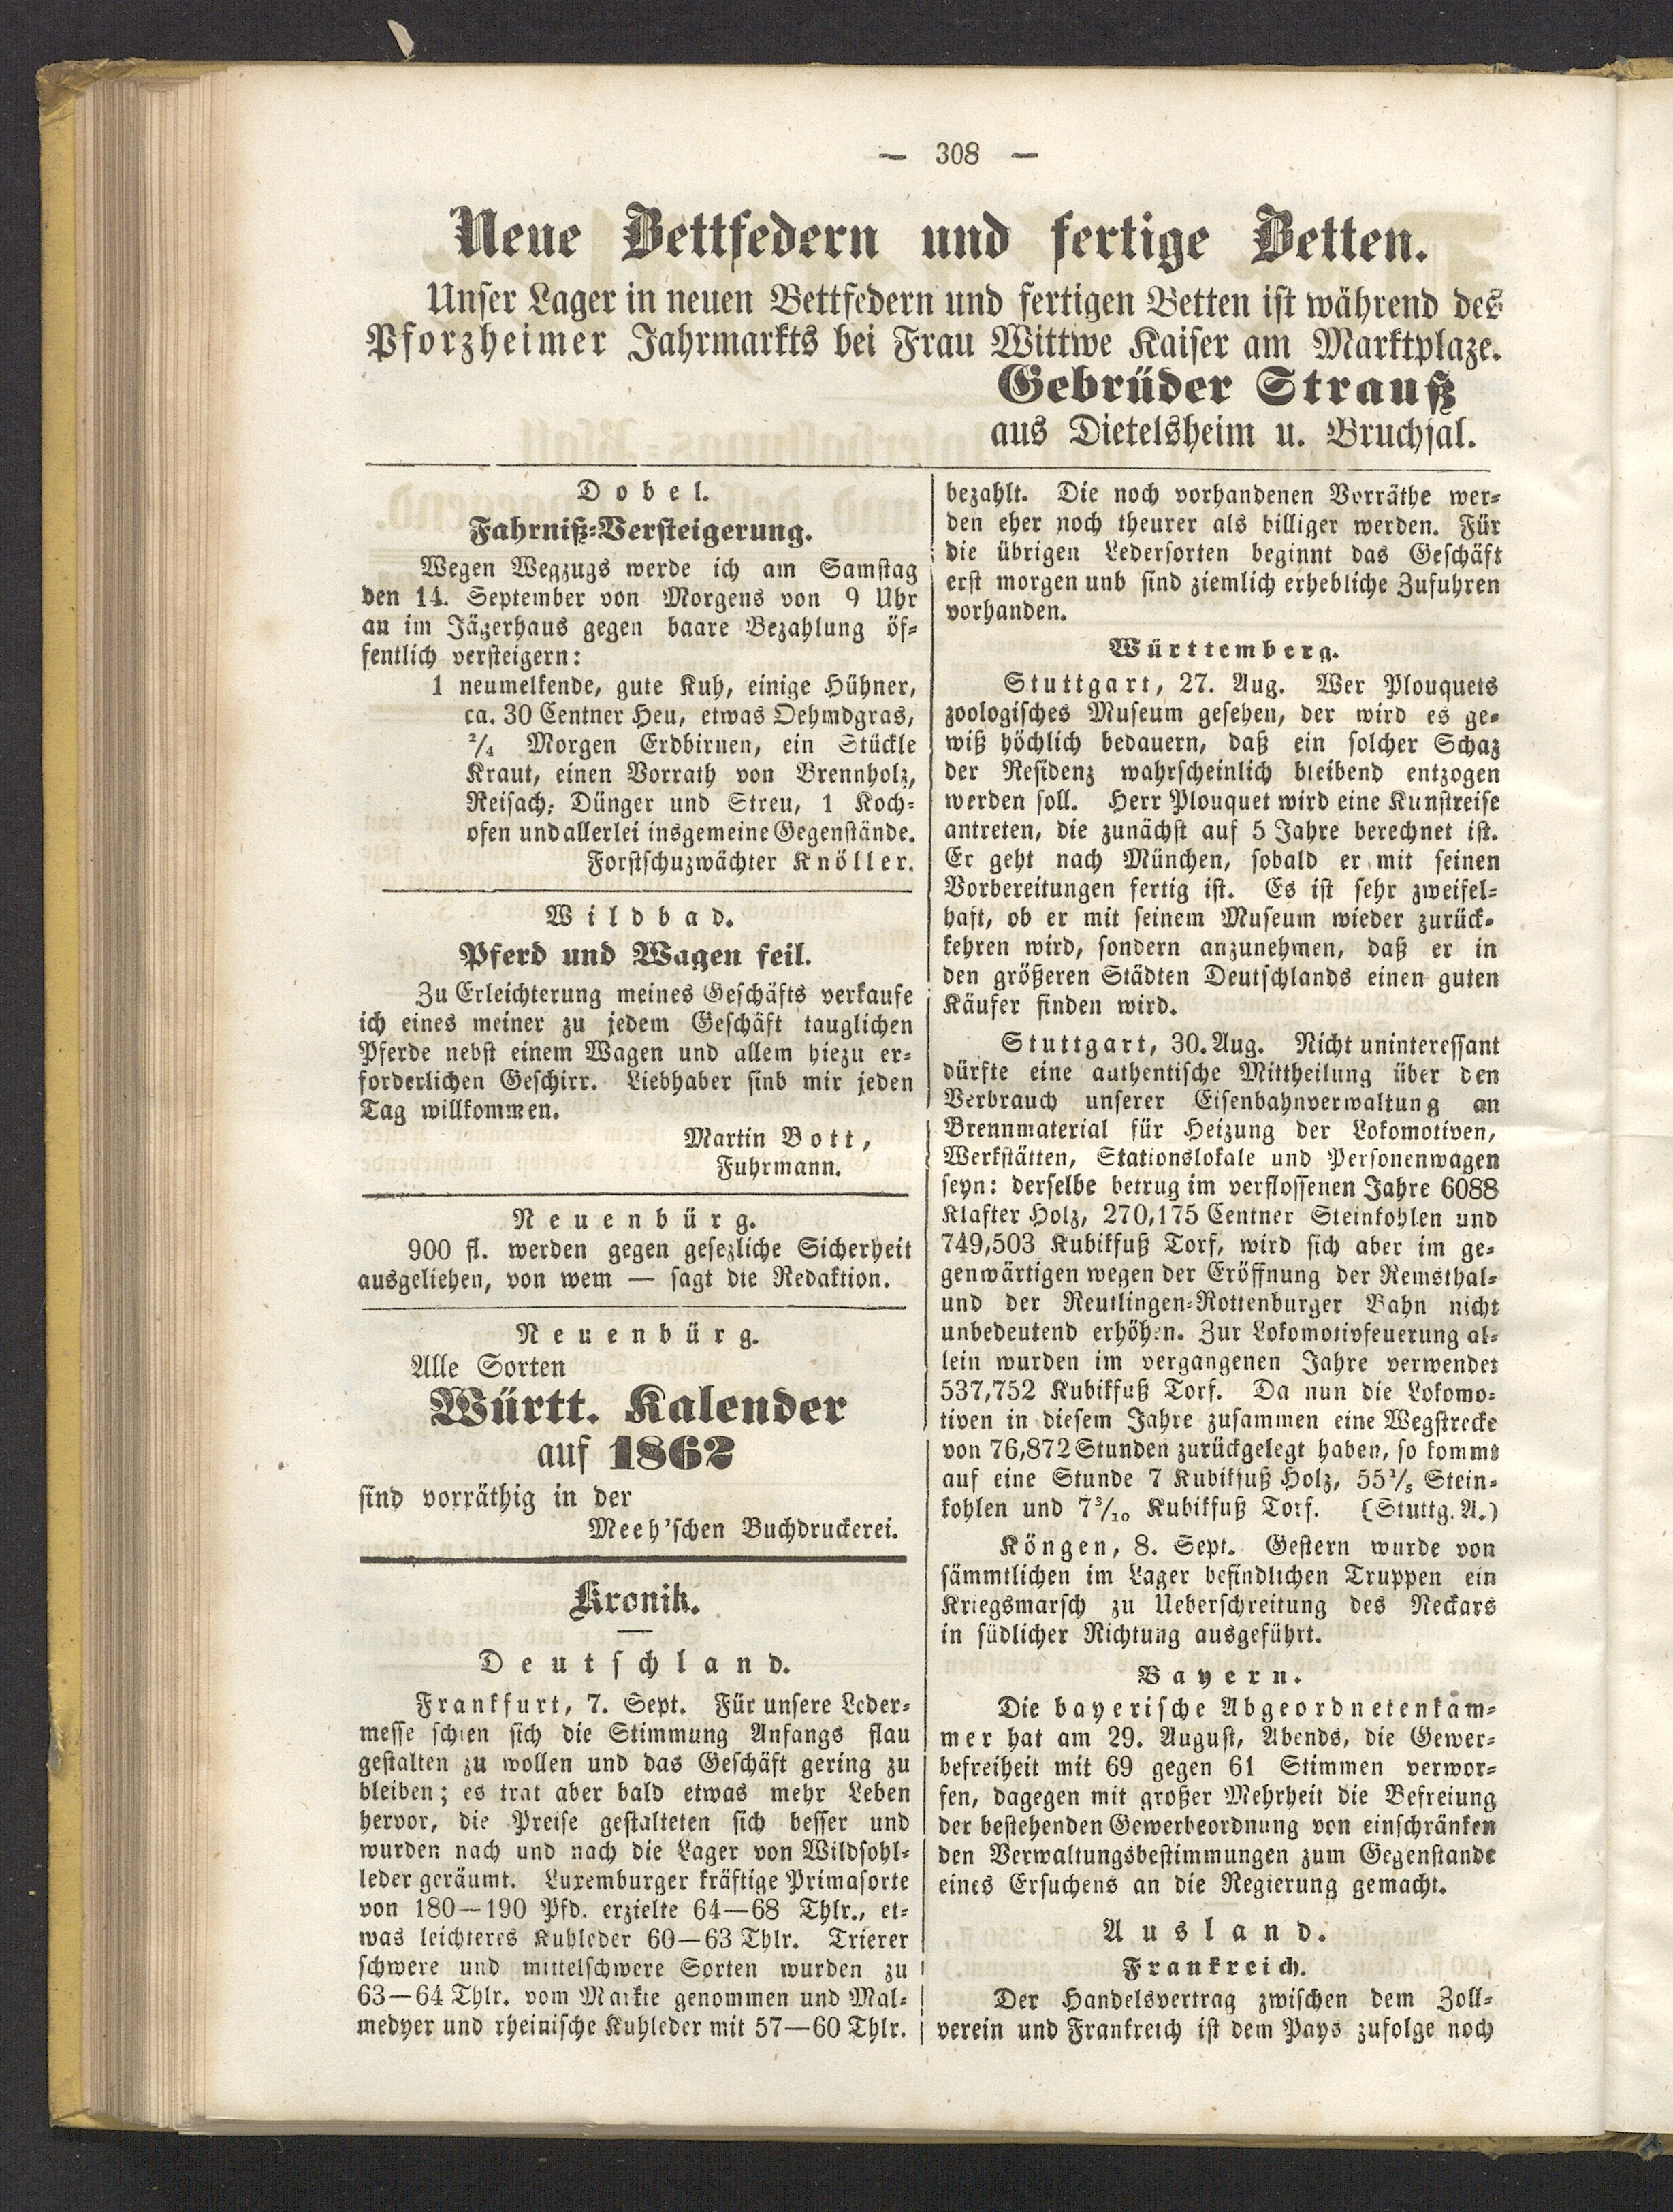 — 308 —
Neue Bettfedern und fertige Betten.
Unser Lager in neuen Bettfedern und fertigen Betten ist während des
Pforzheimer Jahrmarkts bei Frau Wittwe Kaiser am Marktplaze.
Gebrüder Strauß
aus Dietelsheim u. Bruchsal.
Dobel.
Fahrniß-Versteigerung.
Wegen Wegzugs werde ich am Samstag
den 14. September von Morgens von 9 Uhr
an im Jägerhaus gegen baare Bezahlung öf-
fentlich versteigern:
1 neumelkende, gute Kuh, einige Hühner,
ca. 30 Centner Heu, etwas Oehmdgras,
2/4 Morgen Erdbirnen, ein Stückle
Kraut, einen Vorrath von Brennholz,
Reisach, Dünger und Streu, 1 Koch-
ofen und allerlei insgemeine Gegenstände.
Forstschuzwächter Knöller.
Wildbad.
Pferd und Wagen feil.
Zu Erleichterung meines Geschäfts verkaufe
ich eines meiner zu jedem Geschäft tauglichen
Pferde nebst einem Wagen und allem hiezu er-
forderlichen Geschirr. Liebhaber sinb mir jeden
Tag willkommen.
Martin Bott,
Fuhrmann.
Neuenbürg.
900 fl. werden gegen gesezliche Sicherheit
ausgeliehen, von wem — sagt die Redaktion.
Neuenbürg.
Alle Sorten
Württ. Kalender
auf 1862
sind vorräthig in der
Meeh'schen Buchdruckerei.
Kronik.
Deutschland.
Frankfurt, 7. Sept. Für unsere Leder-
messe schien sich die Stimmung Anfangs flau
gestalten zu wollen und das Geschäft gering zu
bleiben; es trat aber bald etwas mehr Leben
hervor, die Preise gestalteten sich besser und
wurden nach und nach die Lager von Wildsohl-
leder geräumt. Luxemburger kräftige Primasorte
von 180—190 Pfd. erzielte 64—68 Thlr., et-
was leichteres Kuhleder 60—63 Thlr. Trierer
schwere und mittelschwere Sorten wurden zu
63—64 Thlr. vom Markte genommen und Mal-
medyer und rheinische Kuhleder mit 57—60 Thlr.
bezahlt. Die noch vorhandenen Vorräthe wer-
den eher noch theurer als billiger werden. Für
die übrigen Ledersorten beginnt das Geschäft
erst morgen unb sind ziemlich erhebliche Zufuhren
vorhanden.
Württemberg.
Stuttgart, 27. Aug. Wer Plouquets
zoologisches Museum gesehen, der wird es ge-
wiß höchlich bedauern, daß ein solcher Schaz
der Residenz wahrscheinlich bleibend entzogen
werden soll. Herr Plouquet wird eine Kunstreise
antreten, die zunächst auf 5 Jahre berechnet ist.
Er geht nach München, sobald er mit seinen
Vorbereitungen fertig ist. Es ist sehr zweifel-
haft, ob er mit seinem Museum wieder zurück-
kehren wird, sondern anzunehmen, daß er in
den größeren Städten Deutschlands einen guten
Käufer finden wird.
Stuttgart, 30. Aug. Nicht uninteressant
dürfte eine authentische Mittheilung über den
Verbrauch unserer Eisenbahnverwaltung an
Brennmaterial für Heizung der Lokomotiven,
Werkstätten, Stationslokale und Personenwagen
seyn: derselbe betrug im verflossenen Jahre 6088
Klafter Holz, 270,175 Centner Steinkohlen und
749,503 Kubikfuß Torf, wird sich aber im ge-
genwärtigen wegen der Eröffnung der Remsthal-
und der Reutlingen-Rottenburger Bahn nicht
unbedeutend erhöhen. Zur Lokomotivfeuerung al-
lein wurden im vergangenen Jahre verwendet
537,752 Kubikfuß Torf. Da nun die Lokomo-
tiven in diesem Jahre zusammen eine Wegstrecke
von 76,872 Stunden zurückgelegt haben, so kommt
auf eine Stunde 7 Kubikfuß Holz, 55 Stein-
kohlen und 7 3/10 Kubikfuß Torf. (Stuttg. A.)
Köngen, 8. Sept. Gestern wurde von
sämmtlichen im Lager befindlichen Truppen ein
Kriegsmarsch zu Ueberschreitung des Neckars
in südlicher Richtung ausgeführt.
Bayern.
Die bayerische Abgeordnetenkam-
mer hat am 29. August, Abends, die Gewer-
befreiheit mit 69 gegen 61 Stimmen verwor-
fen, dagegen mit großer Mehrheit die Befreiung
der bestehenden Gewerbeordnung von einschränken
den Verwaltungsbestimmungen zum Gegenstande
eines Ersuchens an die Regierung gemacht.
Ausland.
Frankreich.
Der Handelsvertrag zwischen dem Zoll-
verein und Frankreich ist dem Pays zufolge noch